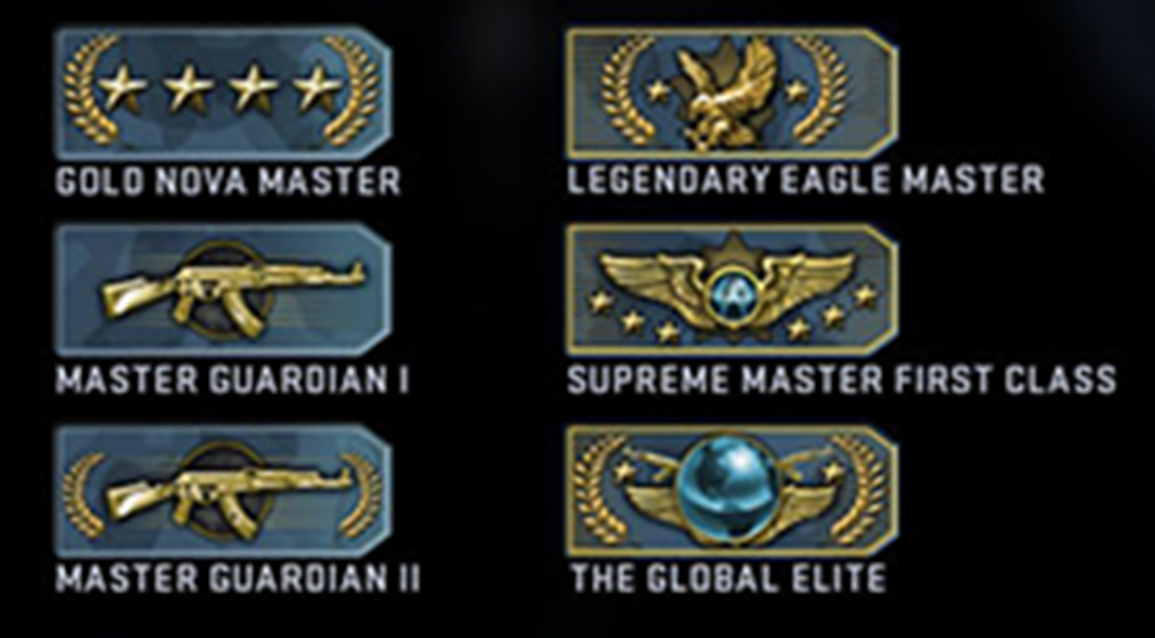 GOLD NOVA MASTER
MASTER GUARDIAN I
MASTER GUARDIAN II
LEGENDARY EAGLE MASTER
SUPREME MASTER FIRST CLASS
THE GLOBAL ELITE